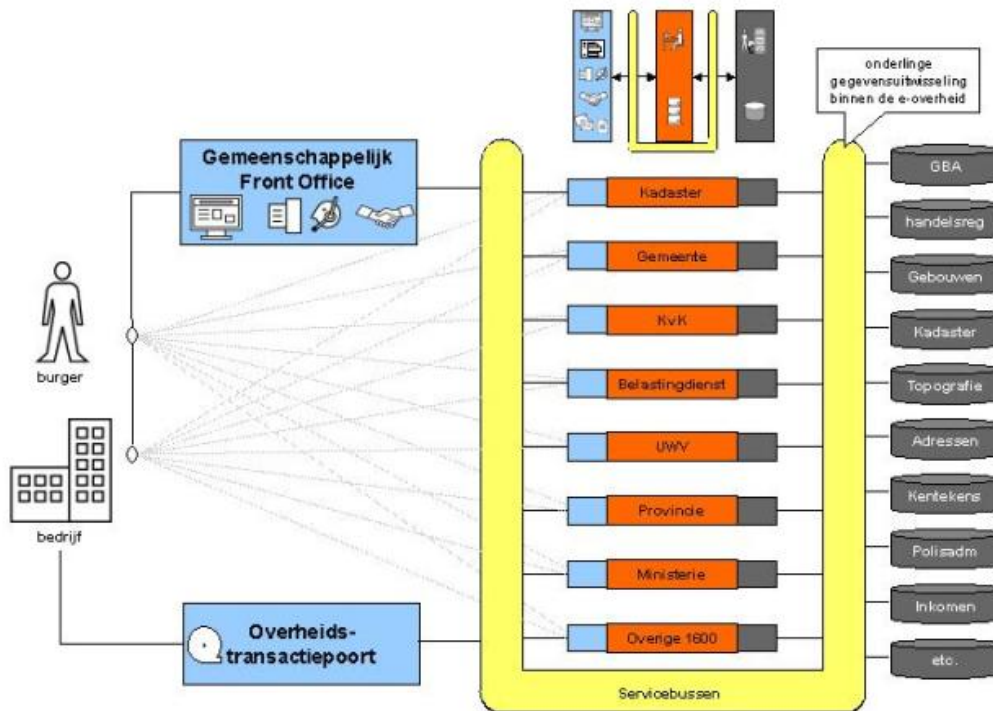 onderlinge
gegevensuitwisseling
binnen de e-overheid
Gemeenschappelijk
Front Office
burger
bedrijf
Overheids-
transactiepoort
Kadaster
Gemeente
KvK
Belastingdienst
UWV
Provincie
Ministerie
Overige 1600
Servicebussen
GBA
handelsreg
Gebouwen
Kadaster
Topografie
Adressen
Kentekens
Polisadm
Inkomen
etc.